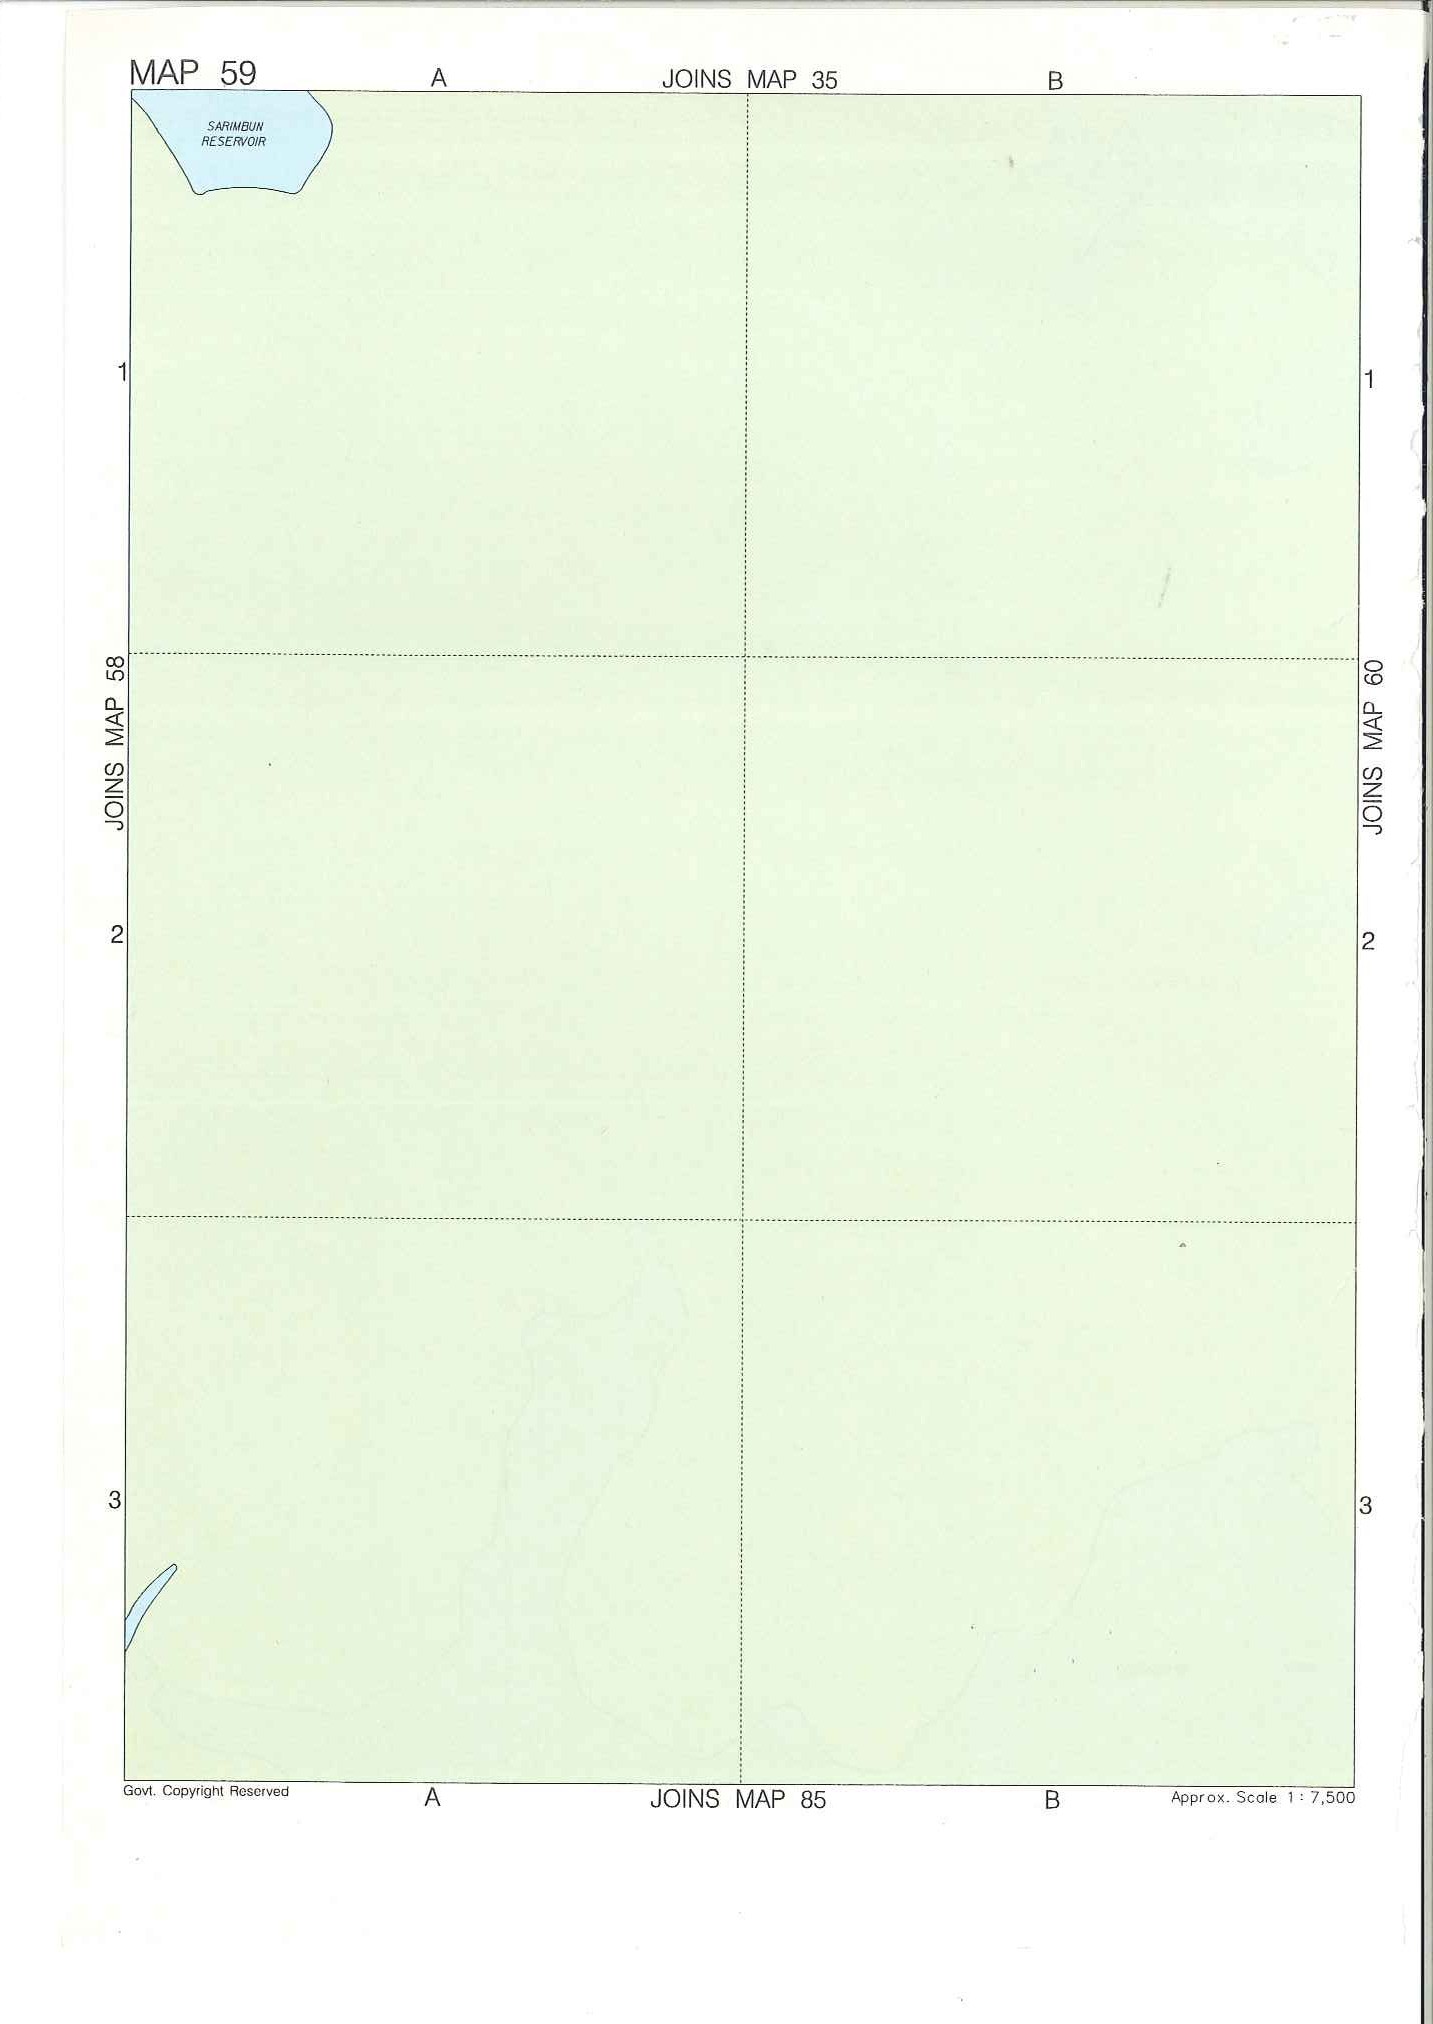 MAP 59
A
JOINS MAP 35
B
SARIMBUN
RESERVOIR
1
1
JOINS MAP 58
JOINS MAP 60
2
2
3
3
Govt. Copyright Reserved
A
JOINS MAP 85
B
Approx. Scale 1 : 7,500